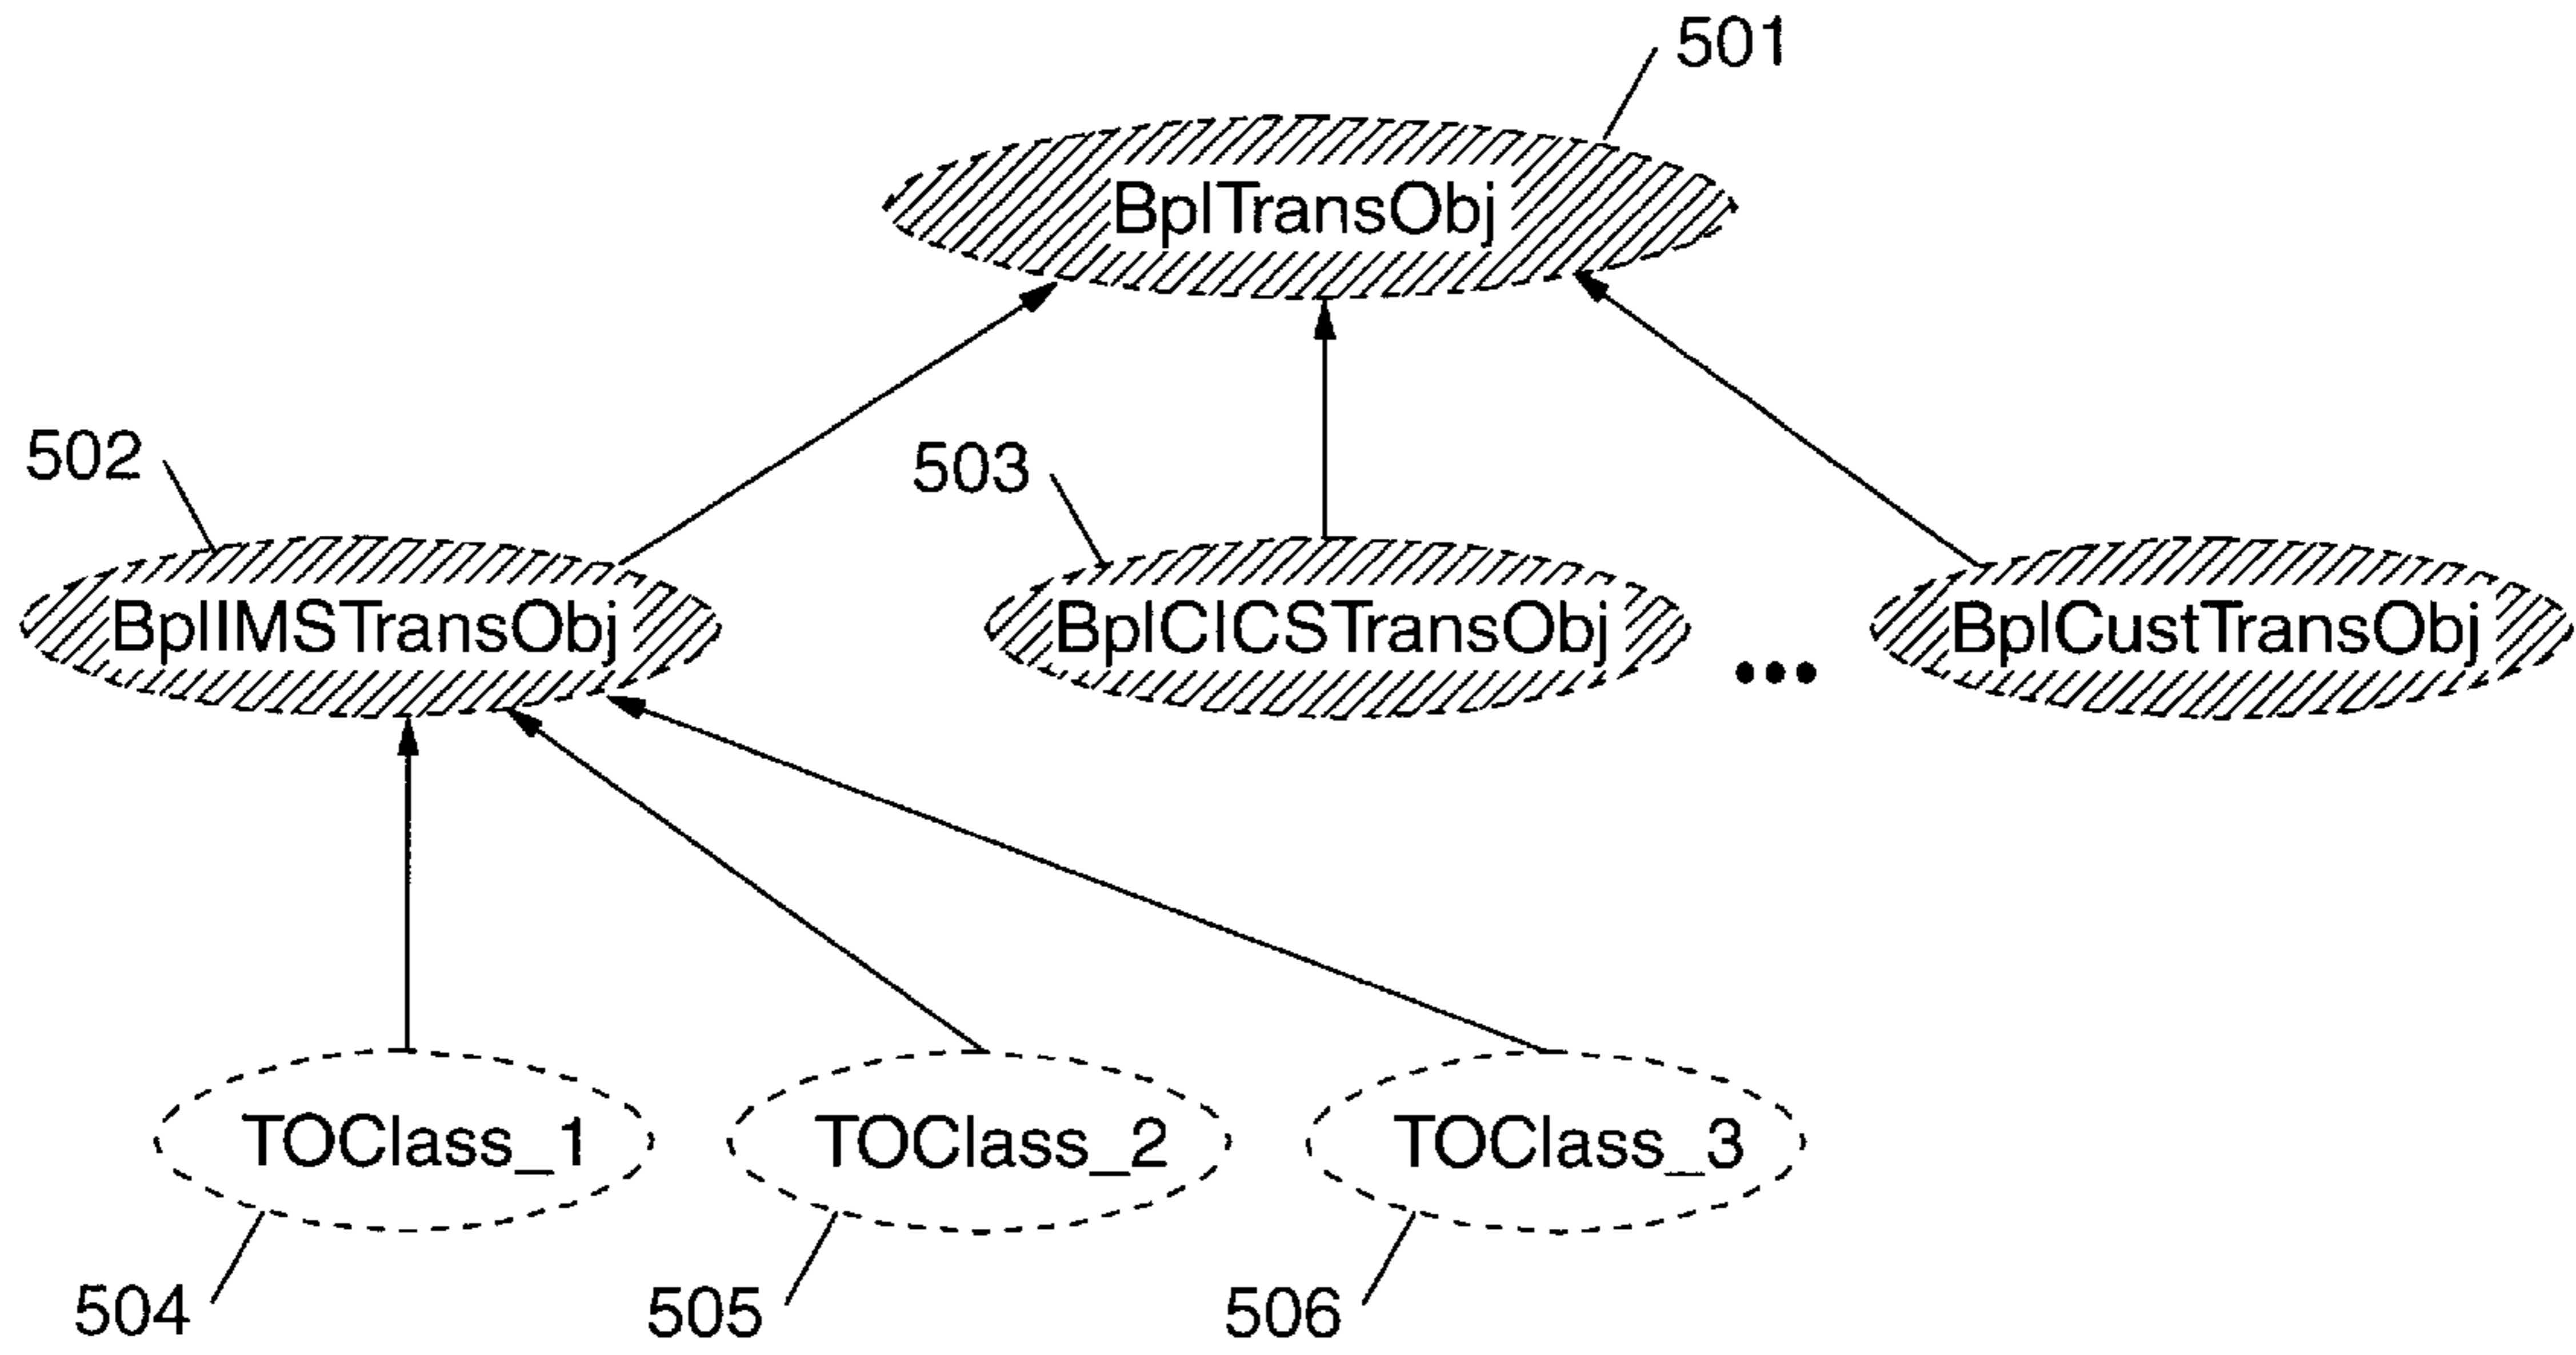 501
BplTransObj
502
503
BplIMSTransObj
BplCICSTransObj
BplCustTransObj
TOClass_1
TOClass_2
TOClass_3
504
505
506